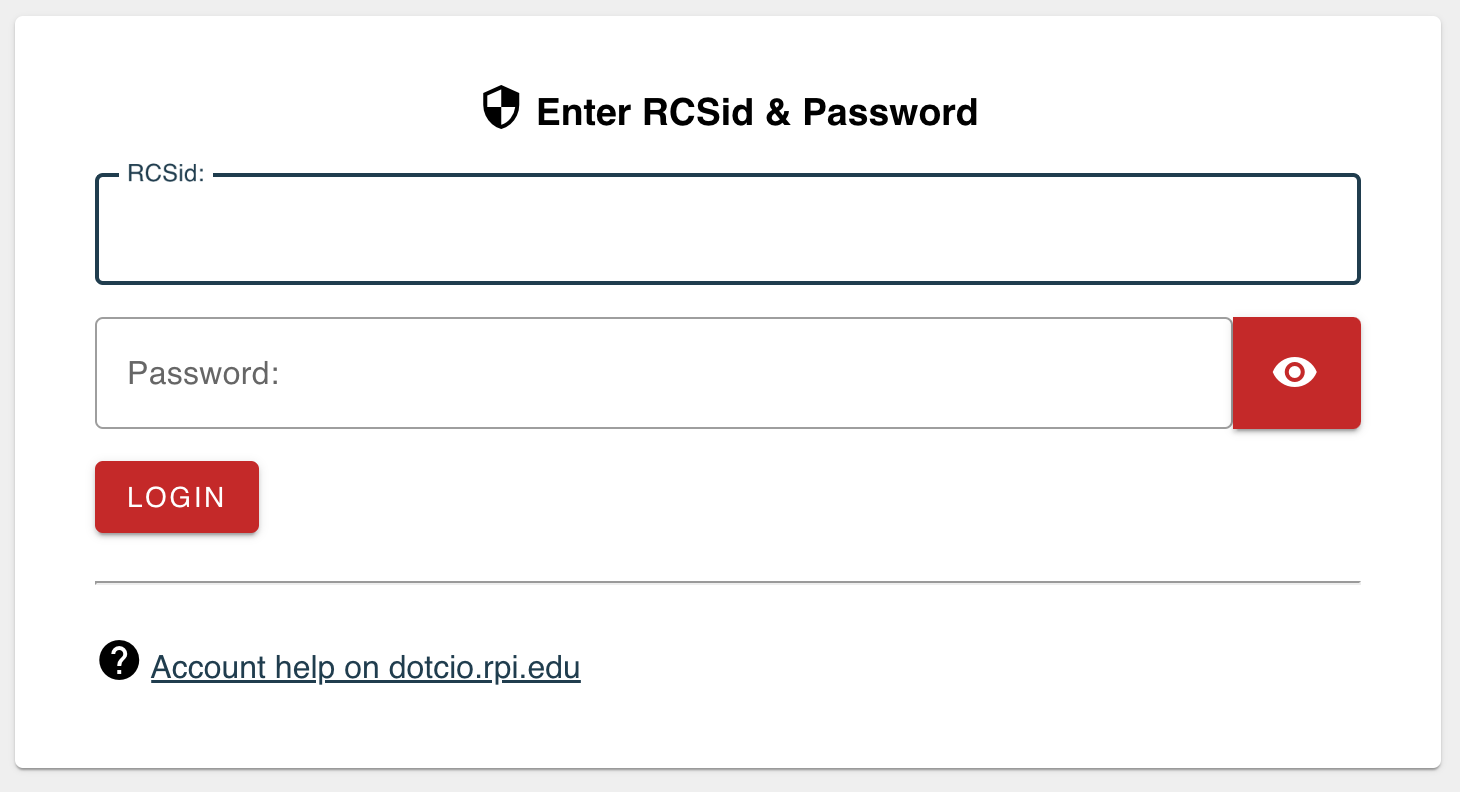 Enter RCSid & Password
RCSid:
Password:
LOGIN
Account help on dotcio.rpi.edu